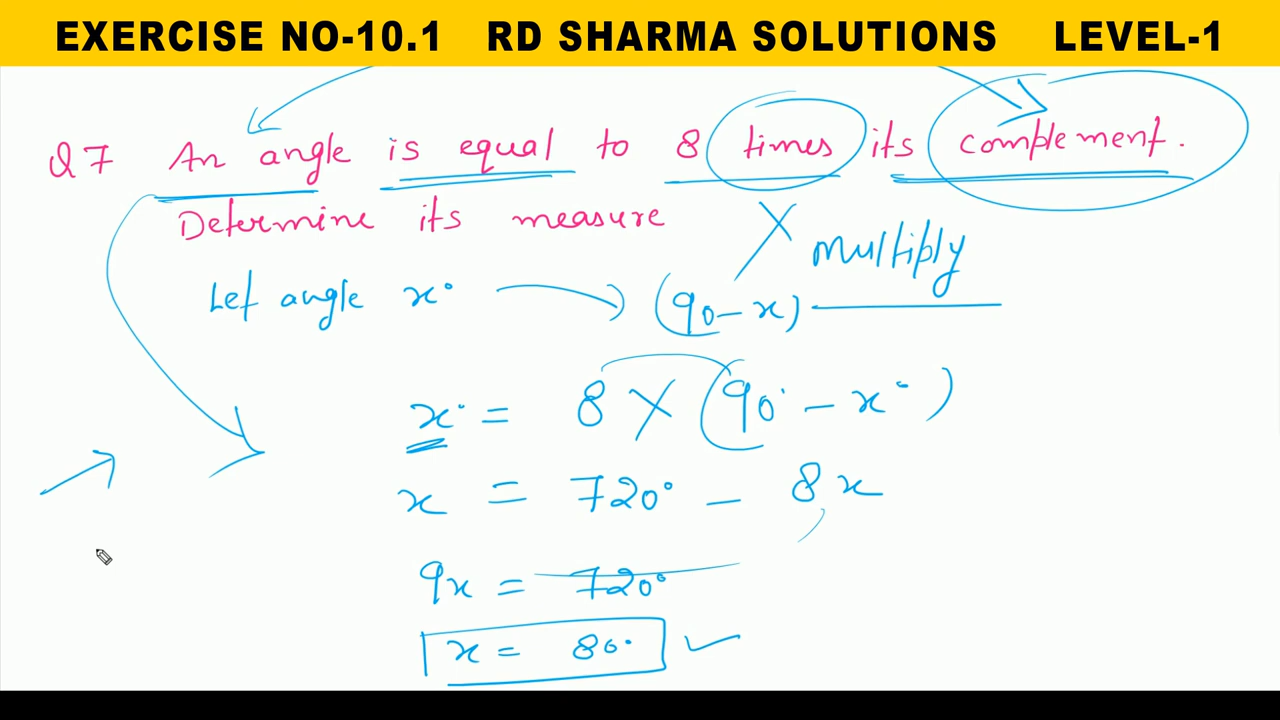 EXERCISE NO-10.1 RD SHARMA SOLUTIONS LEVEL-1
Q7 An angle is equal to 8 times its complement.
Determine its measure
× multiply
Let angle x° → (90-x)
x° = 8 × (90° - x°)
x = 720° - 8x
9x = 720°
x = 80° ✓